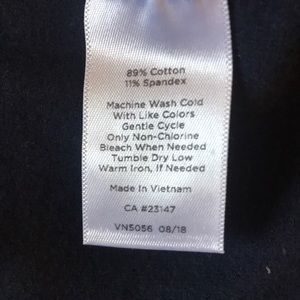 89% Cotton
11% Spandex
Machine Wash Cold
With Like Colors
Gentle Cycle
Only Non-Chlorine
Bleach When Needed
Tumble Dry Low
Warm Iron, If Needed
Made In Vietnam
CA #23147
VN5056 08/18